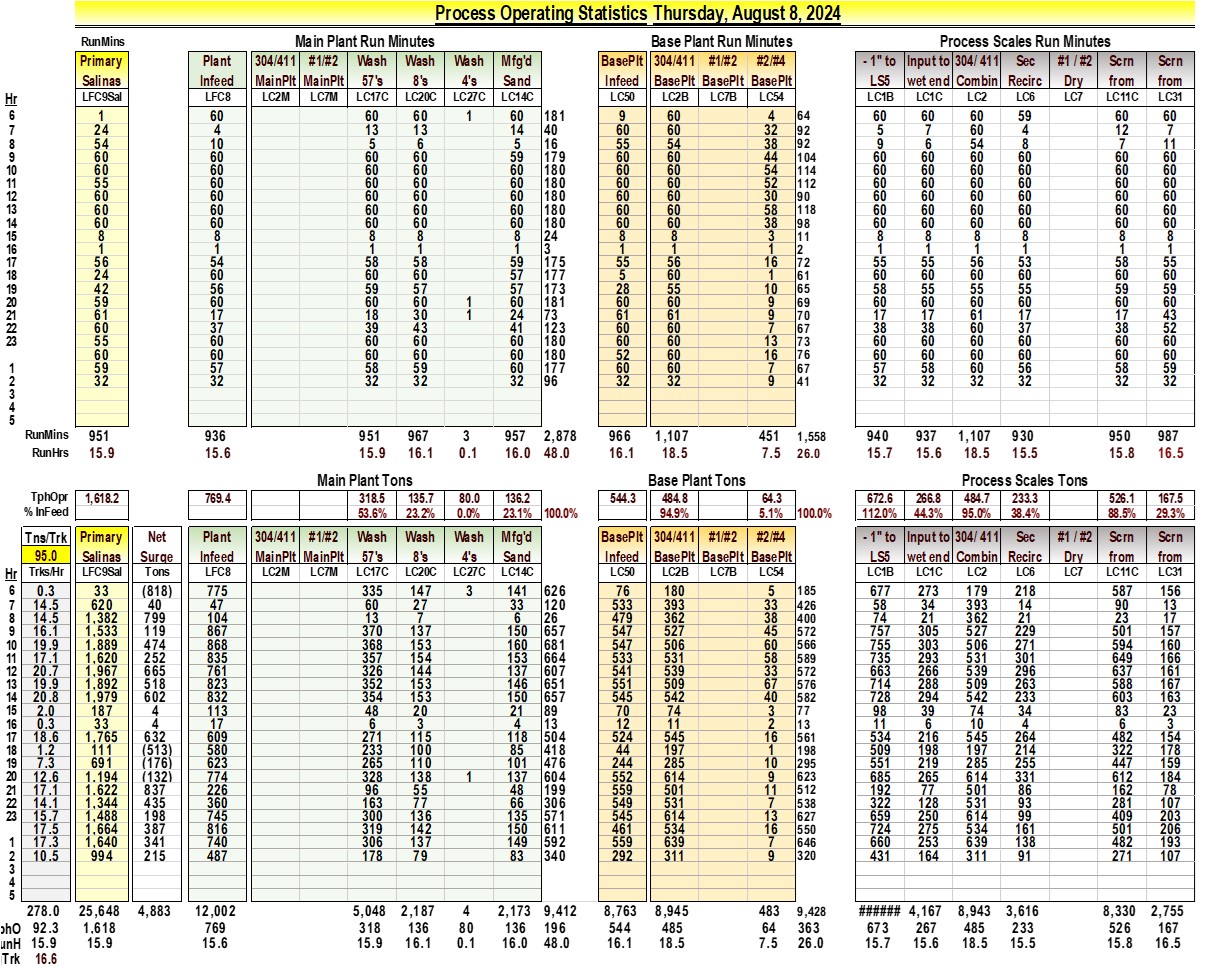 Process Operating Statistics Thursday, August 8, 2024
RunMins Main Plant Run Minutes Base Plant Run Minutes Process Scales Run Minutes
Primary Plant 304/411 #1/#2 Wash Wash Wash Mfg'd BasePlt 304/411 #1/#2 #2/#4 - 1" to Input to 304/ 411 Sec #1 / #2 Scrn Scrn
Salinas Infeed MainPlt MainPlt 57's 8's 4's Sand Infeed BasePlt BasePlt BasePlt LS5 wet end Combin Recirc Dry from from
Hr LFC9Sal LFC8 LC2M LC7M LC17C LC20C LC27C LC14C LC50 LC2B LC7B LC54 LC1B LC1C LC2 LC6 LC7 LC11C LC31
6 1 60 60 60 1 60 181 9 60 4 64 60 60 60 59 60 60
7 24 4 13 13 14 40 60 60 32 92 5 7 60 4 12 7
8 54 10 5 6 5 16 55 54 38 92 9 6 54 8 7 11
9 60 60 60 60 59 179 60 60 44 104 60 60 60 60 60 60
10 60 60 60 60 60 180 60 60 54 114 60 60 60 60 60 60
11 55 60 60 60 60 180 60 60 52 112 60 60 60 60 60 60
12 60 60 60 60 60 180 60 60 30 90 60 60 60 60 60 60
13 60 60 60 60 60 180 60 60 58 118 60 60 60 60 60 60
14 60 60 60 60 60 180 60 60 38 98 60 60 60 60 60 60
15 8 8 8 8 8 24 8 8 3 11 8 8 8 8 8 8
16 1 1 1 1 1 3 1 1 1 2 1 1 1 1 1 1
17 56 54 58 58 59 175 55 56 16 72 55 55 56 53 58 55
18 24 60 60 60 57 177 5 60 1 61 60 60 60 60 60 60
19 42 56 59 57 57 173 28 55 10 65 58 55 55 55 59 59
20 59 60 60 60 1 60 181 60 60 9 69 60 60 60 60 60 60
21 61 17 18 30 1 24 73 61 61 9 70 17 17 61 17 17 43
22 60 37 39 43 41 123 60 60 7 67 38 38 60 37 38 52
23 55 60 60 60 60 180 60 60 13 73 60 60 60 60 60 60
60 60 60 60 60 180 52 60 16 76 60 60 60 60 60 60
1 59 57 58 59 60 177 60 60 7 67 57 58 60 56 58 59
2 32 32 32 32 32 96 32 32 9 41 32 32 32 32 32 32
3
4
5
RunMins 951 936 951 967 3 957 2,878 966 1,107 451 1,558 940 937 1,107 930 950 987
RunHrs 15.9 15.6 15.9 16.1 0.1 16.0 48.0 16.1 18.5 7.5 26.0 15.7 15.6 18.5 15.5 15.8 16.5
Main Plant Tons Base Plant Tons Process Scales Tons
TphOpr 1,618.2 769.4 318.5 135.7 80.0 136.2 544.3 484.8 64.3 672.6 266.8 484.7 233.3 526.1 167.5
% InFeed 53.6% 23.2% 0.0% 23.1% 100.0% 94.9% 5.1% 100.0% 112.0% 44.3% 95.0% 38.4% 88.5% 29.3%
Tns/Trk Primary Net Plant 304/411 #1/#2 Wash Wash Wash Mfg'd BasePlt 304/411 #1/#2 #2/#4 - 1" to Input to 304/ 411 Sec #1 / #2 Scrn Scrn
95.0 Salinas Surge Infeed MainPlt MainPlt 57's 8's 4's Sand Infeed BasePlt BasePlt BasePlt LS5 wet end Combin Recirc Dry from from
Hr Trks/Hr LFC9Sal Tons LFC8 LC2M LC7M LC17C LC20C LC27C LC14C LC50 LC2B LC7B LC54 LC1B LC1C LC2 LC6 LC7 LC11C LC31
6 0.3 33 (818) 775 335 147 3 141 626 76 180 5 185 677 273 179 218 587 156
7 14.5 620 40 47 60 27 33 120 533 393 33 426 58 34 393 14 90 13
8 14.5 1,382 799 104 13 7 6 26 479 362 38 400 74 21 362 21 23 17
9 16.1 1,533 119 867 370 137 150 657 547 527 45 572 757 305 527 229 501 157
10 19.9 1,889 474 868 368 153 160 681 547 506 60 566 755 303 506 271 594 160
11 17.1 1,620 252 835 357 154 153 664 533 531 58 589 735 293 531 301 649 166
12 20.7 1,967 665 761 326 144 137 607 541 539 33 572 663 266 539 296 637 161
13 19.9 1,892 518 823 352 153 146 651 551 509 67 576 714 288 509 263 588 167
14 20.8 1,979 602 832 354 153 150 657 545 542 40 582 728 294 542 233 603 163
15 2.0 187 4 113 48 20 21 89 70 74 3 77 98 39 74 34 83 23
16 0.3 33 4 17 6 3 4 13 12 11 2 13 11 6 10 4 6 3
17 18.6 1,765 632 609 271 115 118 504 524 545 16 561 534 216 545 264 482 154
18 1.2 111 (513) 580 233 100 85 418 44 197 1 198 509 198 197 214 322 178
19 7.3 691 (176) 623 265 110 101 476 244 285 10 295 551 219 285 255 447 159
20 12.6 1,194 (132) 774 328 138 1 137 604 552 614 9 623 685 265 614 331 612 184
21 17.1 1,622 837 226 96 55 48 199 559 501 11 512 192 77 501 86 162 78
22 14.1 1,344 435 360 163 77 66 306 549 531 7 538 322 128 531 93 281 107
23 15.7 1,488 198 745 300 136 135 571 545 614 13 627 659 250 614 99 409 203
17.5 1,664 387 816 319 142 150 611 461 534 16 550 724 275 534 161 501 206
1 17.3 1,640 341 740 306 137 149 592 559 639 7 646 660 253 639 138 482 193
2 10.5 994 215 487 178 79 83 340 292 311 9 320 431 164 311 91 271 107
3
4
5
278.0 25,648 4,883 12,002 5,048 2,187 4 2,173 9,412 8,763 8,945 483 9,428 ###### 4,167 8,943 3,616 8,330 2,755
phO 92.3 1,618 769 318 136 80 136 196 544 485 64 363 673 267 485 233 526 167
unH 15.9 15.9 15.6 15.9 16.1 0.1 16.0 48.0 16.1 18.5 7.5 26.0 15.7 15.6 18.5 15.5 15.8 16.5
Trk 16.6